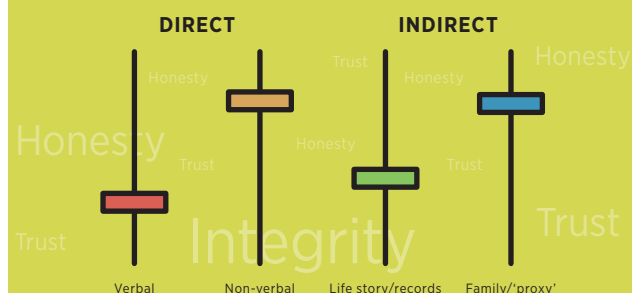 DIRECT INDIRECT
Honesty
Trust
Honesty
Honesty
Honesty
Honesty
Trust
Trust
Integrity
Trust
Trust
Verbal Non-verbal Life story/records Family/‘proxy’